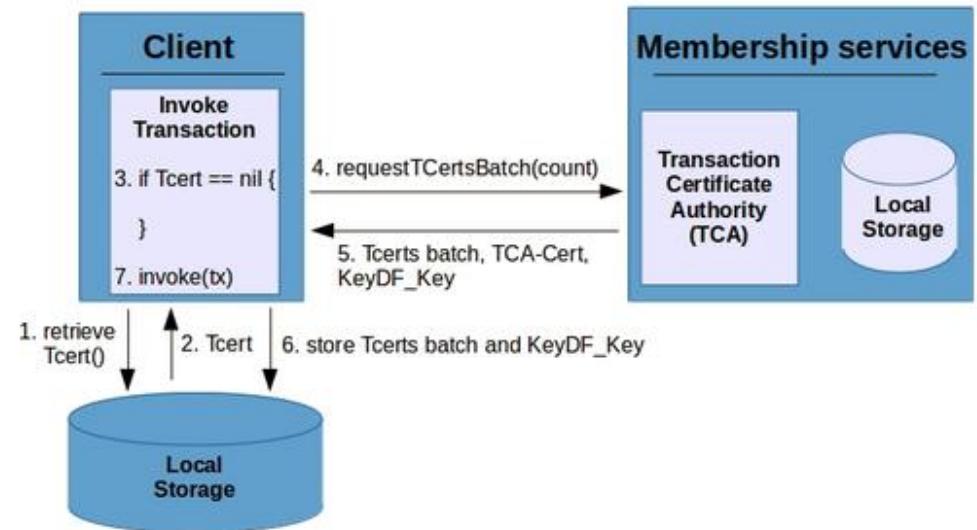 Client
Invoke
Transaction
3. if Tcert == nil {
}
7. invoke(tx)
4. requestTCertsBatch(count)
5. Tcerts batch, TCA-Cert,
KeyDF_Key
Membership services
Transaction
Certificate
Authority
(TCA)
Local
Storage
1. retrieve
Tcert()
2. Tcert
6. store Tcerts batch and KeyDF_Key
Local
Storage